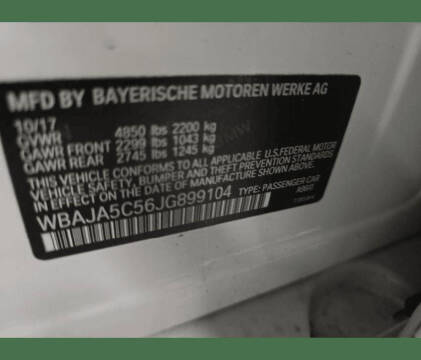 MFD BY BAYERISCHE MOTOREN WERKE AG
10/17
GVWR 4850 lbs 2200 kg
GAWR FRONT 2299 lbs 1043 kg
GAWR REAR 2745 lbs 1245 kg
THIS VEHICLE CONFORMS TO ALL APPLICABLE U.S.FEDERAL MOTOR
VEHICLE SAFETY, BUMPER AND THEFT PREVENTION STANDARDS
IN EFFECT ON THE DATE OF MANUFACTURE SHOWN ABOVE.
WBAJA5C56JG899104 TYPE: PASSENGER CAR